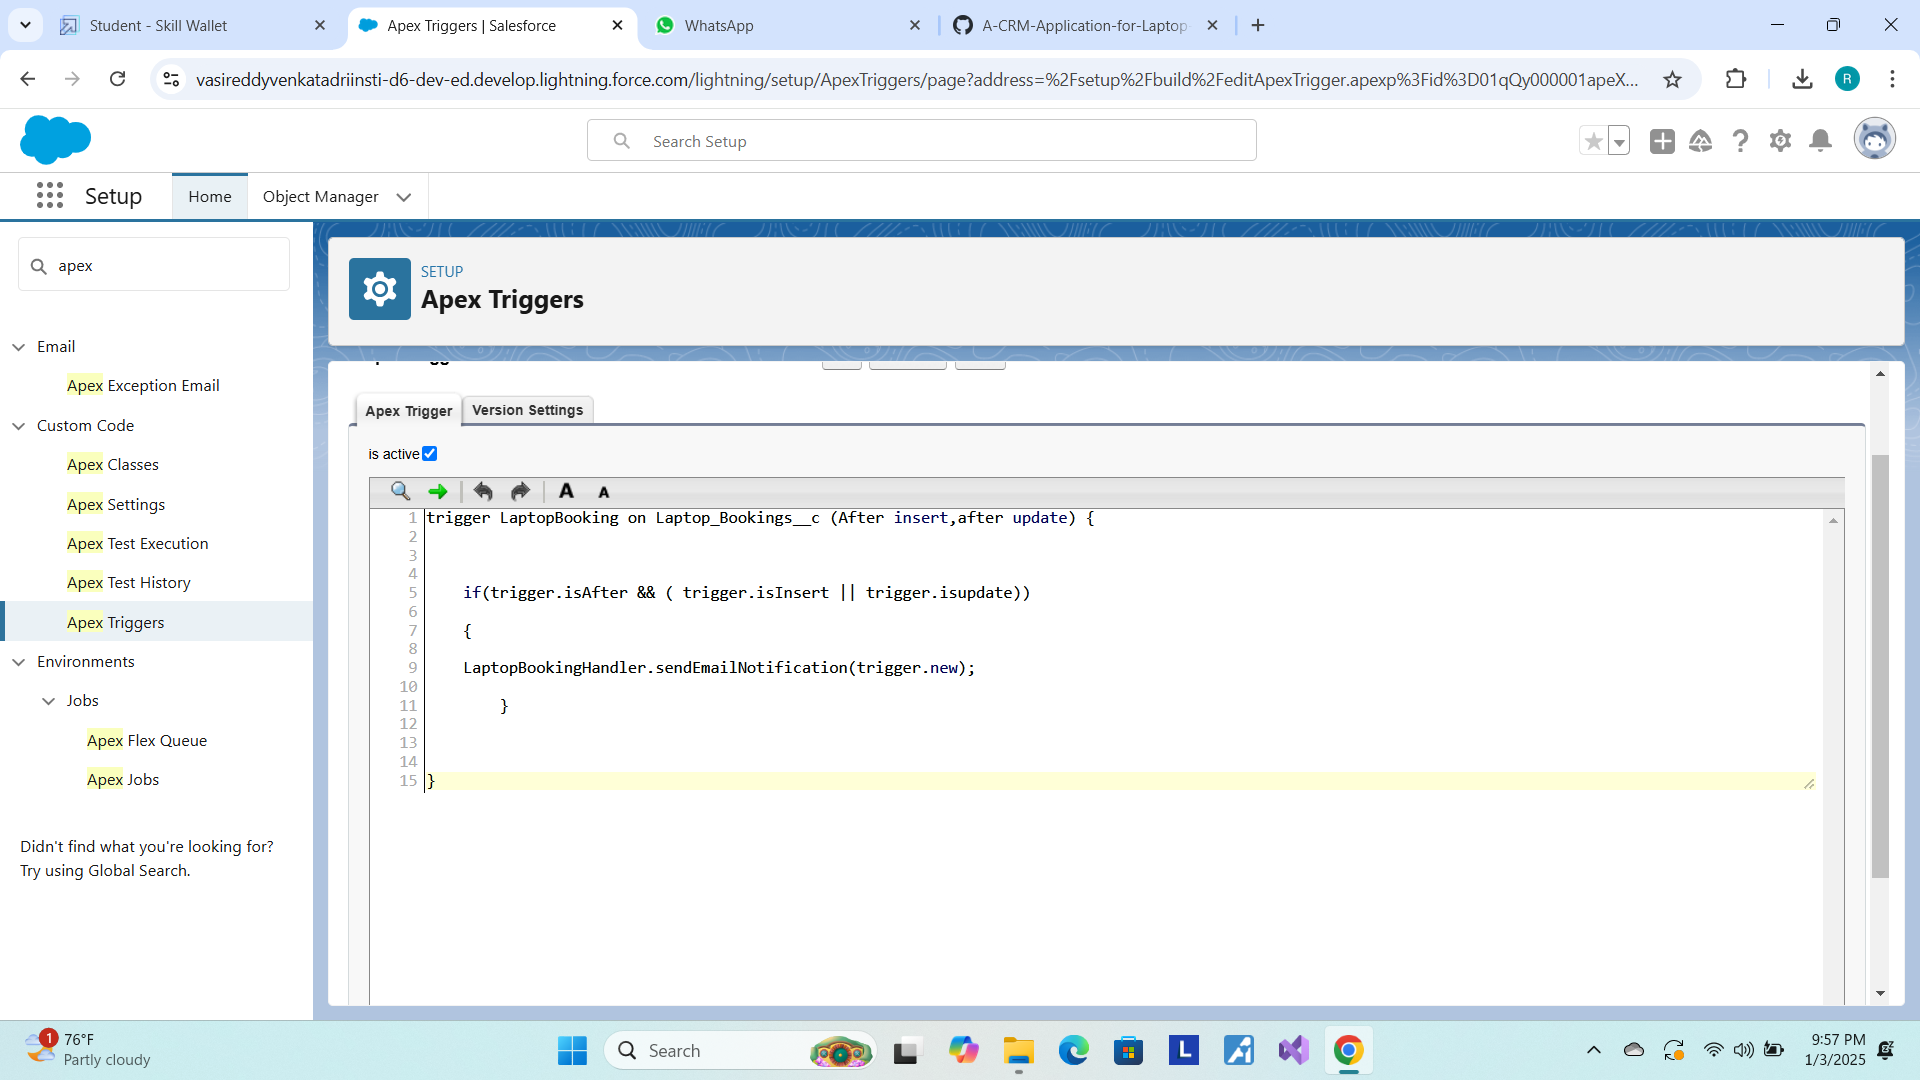 Student - Skill Wallet
Apex Triggers | Salesforce
WhatsApp
A-CRM-Application-for-Laptop-
vasireddyvenkatadriinsti-d6-dev-ed.develop.lightning.force.com/lightning/setup/ApexTriggers/page?address=%2Fsetup%2Fbuild%2FeditApexTrigger.apexp%3Fid%3D01qQy000001apeX...
R
Search Setup
Setup
Home
Object Manager
apex
SETUP
Apex Triggers
Email
Apex Exception Email
Custom Code
Apex Classes
Apex Settings
Apex Test Execution
Apex Test History
Apex Triggers
Environments
Jobs
Apex Flex Queue
Apex Jobs
Didn't find what you're looking for?
Try using Global Search.
Apex Trigger
Version Settings
is active
A A
1 trigger LaptopBooking on Laptop_Bookings__c (After insert,after update) {
2
3
4
5 if(trigger.isAfter && ( trigger.isInsert || trigger.isupdate))
6
7 {
8
9 LaptopBookingHandler.sendEmailNotification(trigger.new);
10
11 }
12
13
14
15 }
1
76°F
Partly cloudy
Search
L
9:57 PM
1/3/2025